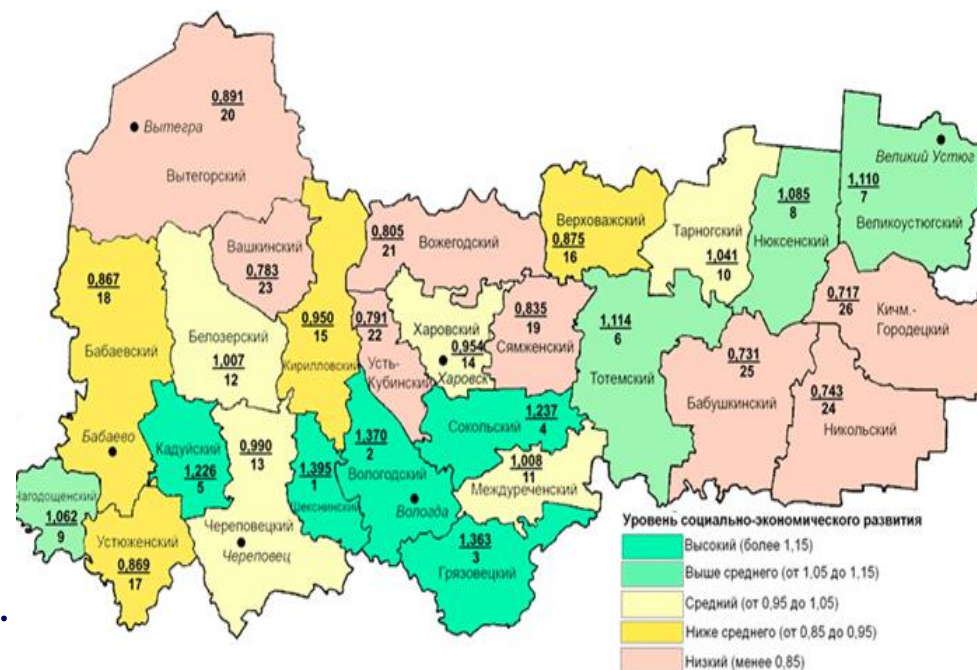 0,891
20
Вытегра
Вытегорский
Великий Устюг
1,110
7
Великоустюгский
1,085
8
Нюксенский
Верховажский
0,875
16
Тарногский
1,041
10
0,805
21
Вожегодский
Вашкинский
0,783
23
0,867
18
Бабаевский
Белозерский
1,007
12
0,950
15
Кирилловский
0,791
22
Усть-
Кубинский
Харовский
0,954
14
Харовск
0,835
19
Сямженский
1,114
6
Тотемский
0,717
26
Кичм.-
Городецкий
0,731
25
Бабушкинский
0,743
24
Никольский
Бабаево
Кадуйский
1,226
5
0,990
13
Череповецкий
Череповец
1,395
1
Шекснинский
1,370
2
Вологодский
Вологда
Сокольский
1,237
4
1,008
11
Междуреченский
1,363
3
Грязовецкий
Чагодощенский
1,062
9
Устюженский
0,869
17
Уровень социально-экономического развития
Высокий (более 1,15)
Выше среднего (от 1,05 до 1,15)
Средний (от 0,95 до 1,05)
Ниже среднего (от 0,85 до 0,95)
Низкий (менее 0,85)